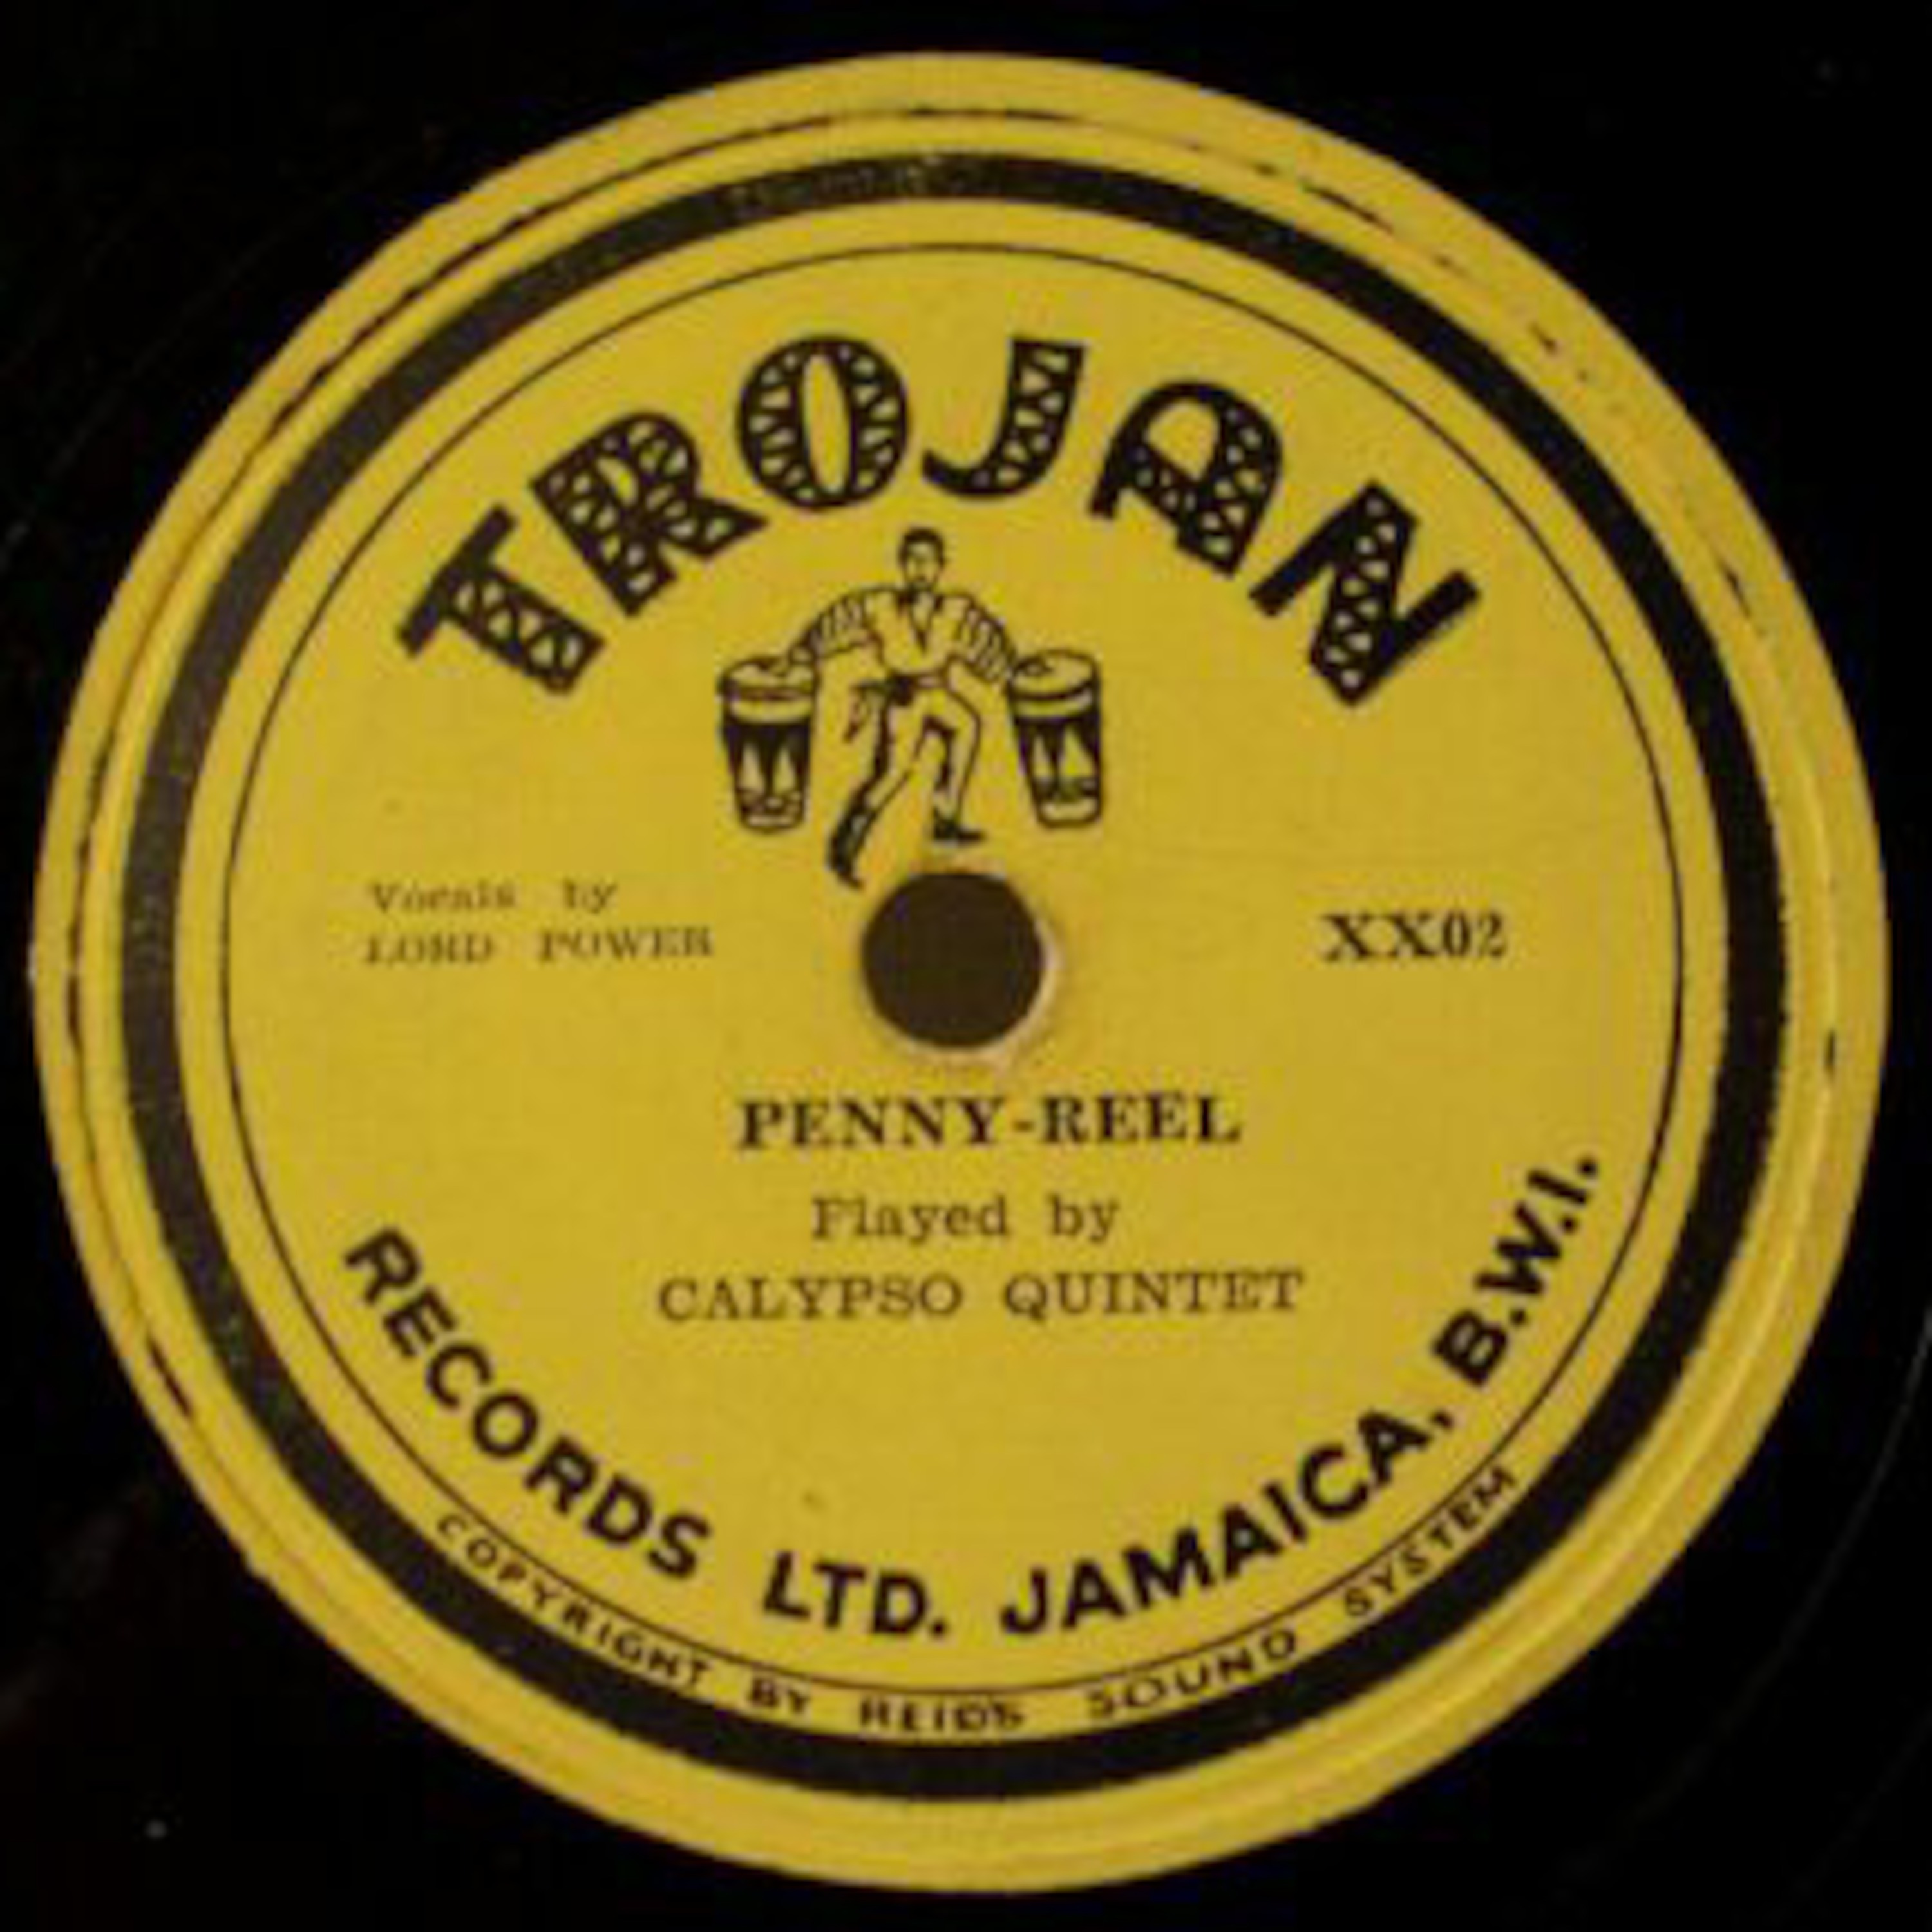 TROJAN
Vocals by
LORD POWER
XX02
PENNY-REEL
Played by
CALYPSO QUINTET
RECORDS LTD. JAMAICA, B.W.I.
COPYRIGHT BY REID'S SOUND SYSTEM